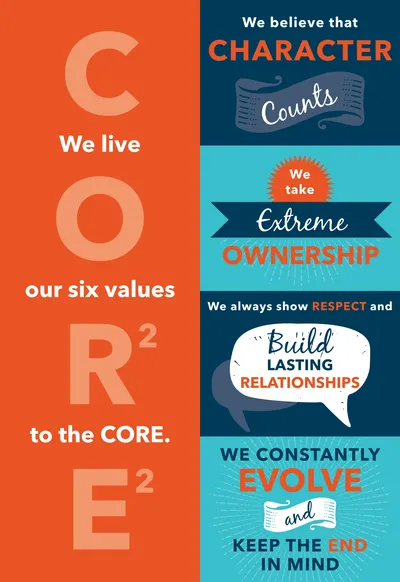 C
We live
O
our six values
R²
to the CORE.
E²
We believe that
CHARACTER
Counts
We
take
Extreme
OWNERSHIP
We always show RESPECT and
Build
LASTING
RELATIONSHIPS
WE CONSTANTLY
EVOLVE
and
KEEP THE END
IN MIND